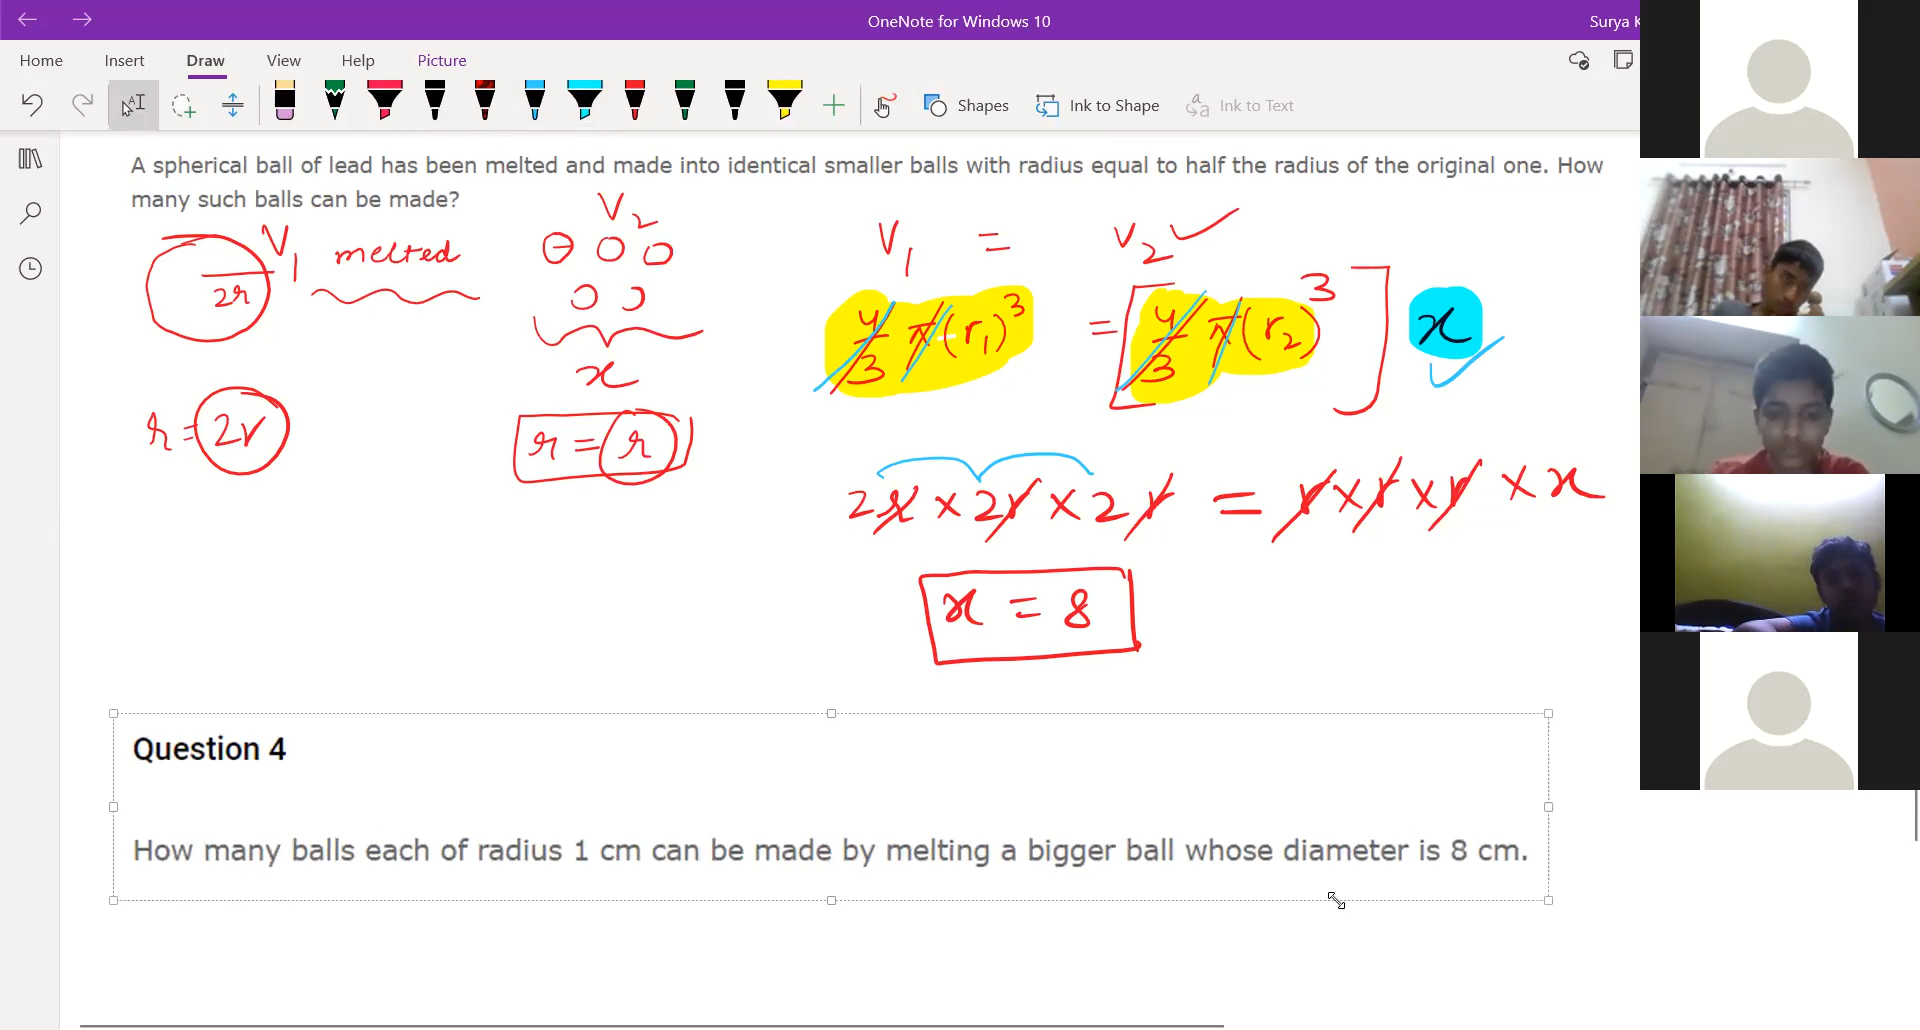 OneNote for Windows 10
Surya K
Home Insert Draw View Help Picture
Shapes Ink to Shape Ink to Text
A spherical ball of lead has been melted and made into identical smaller balls with radius equal to half the radius of the original one. How
many such balls can be made?
V₁ melted V₂
2r
x
r = 2r
r = r
V₁ = V₂
4/3 π (r₁)³ = [4/3 π (r₂)³] x
2r × 2r × 2r = r × r × r × x
x = 8
Question 4
How many balls each of radius 1 cm can be made by melting a bigger ball whose diameter is 8 cm.